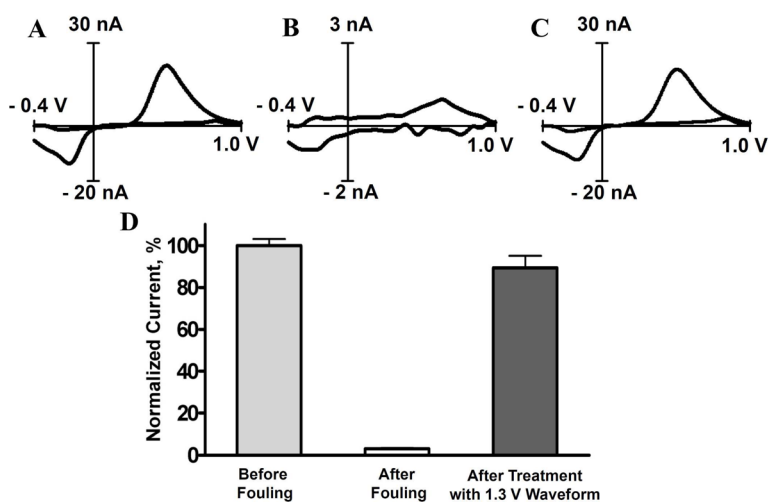 A
30 nA
- 0.4 V
1.0 V
- 20 nA
B
3 nA
- 0.4 V
1.0 V
- 2 nA
C
30 nA
- 0.4 V
1.0 V
- 20 nA
D
Normalized Current, %
100
80
60
40
20
0
Before
Fouling
After
Fouling
After Treatment
with 1.3 V Waveform